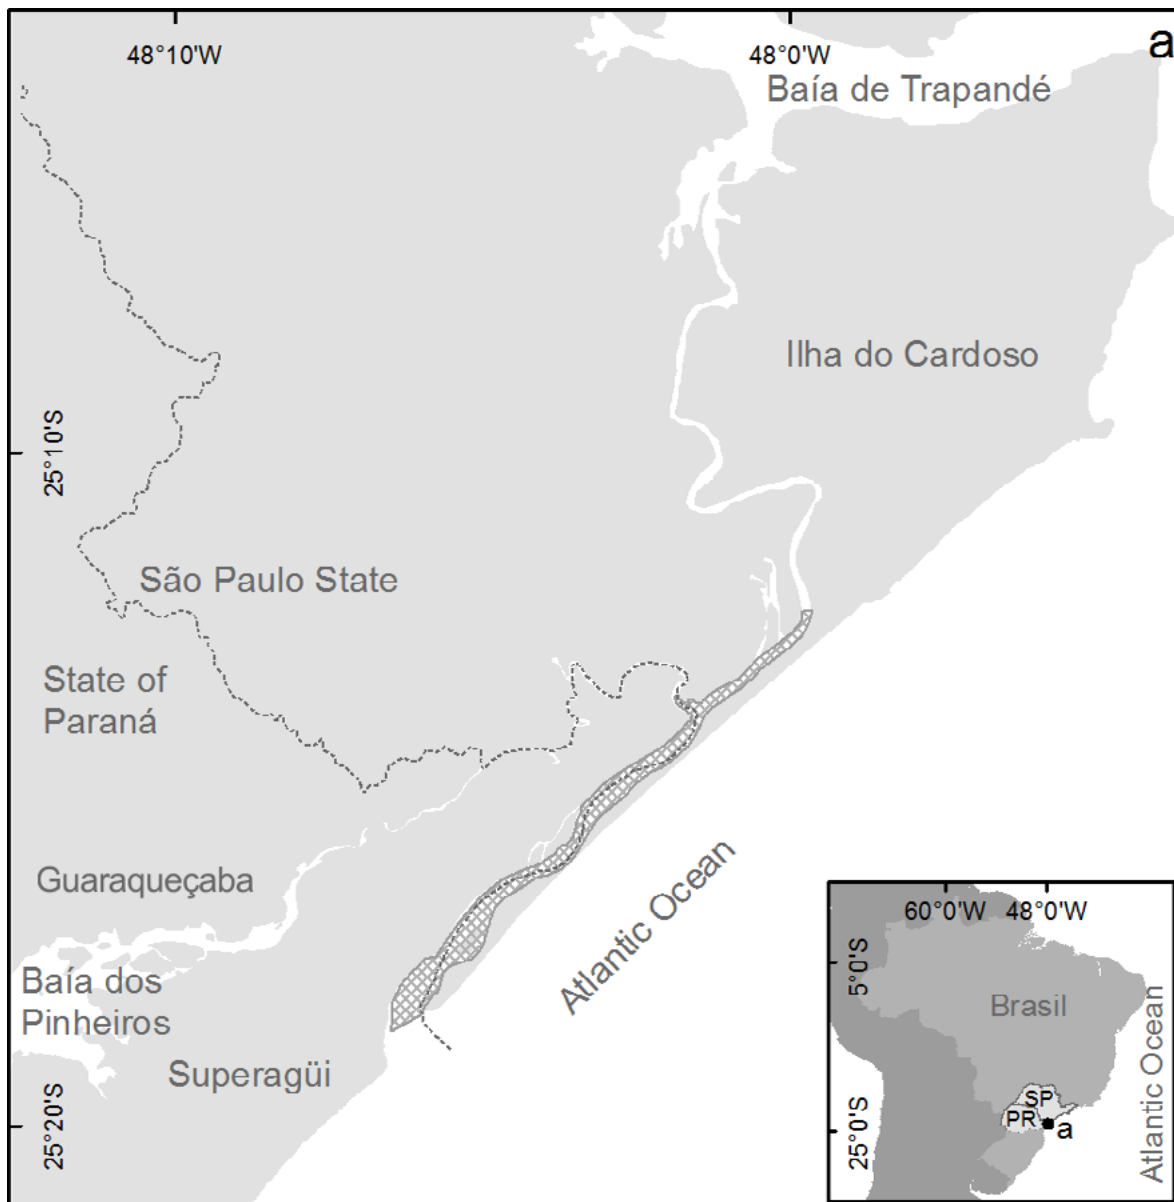 48°10'W
48°0'W
a
Baía de Trapandé
Ilha do Cardoso
25°10'S
São Paulo State
State of
Paraná
Guaraqueçaba
Atlantic Ocean
Baía dos
Pinheiros
Superagüi
25°20'S
60°0'W
48°0'W
5°0'S
Brasil
Atlantic Ocean
SP
PR
a
25°0'S